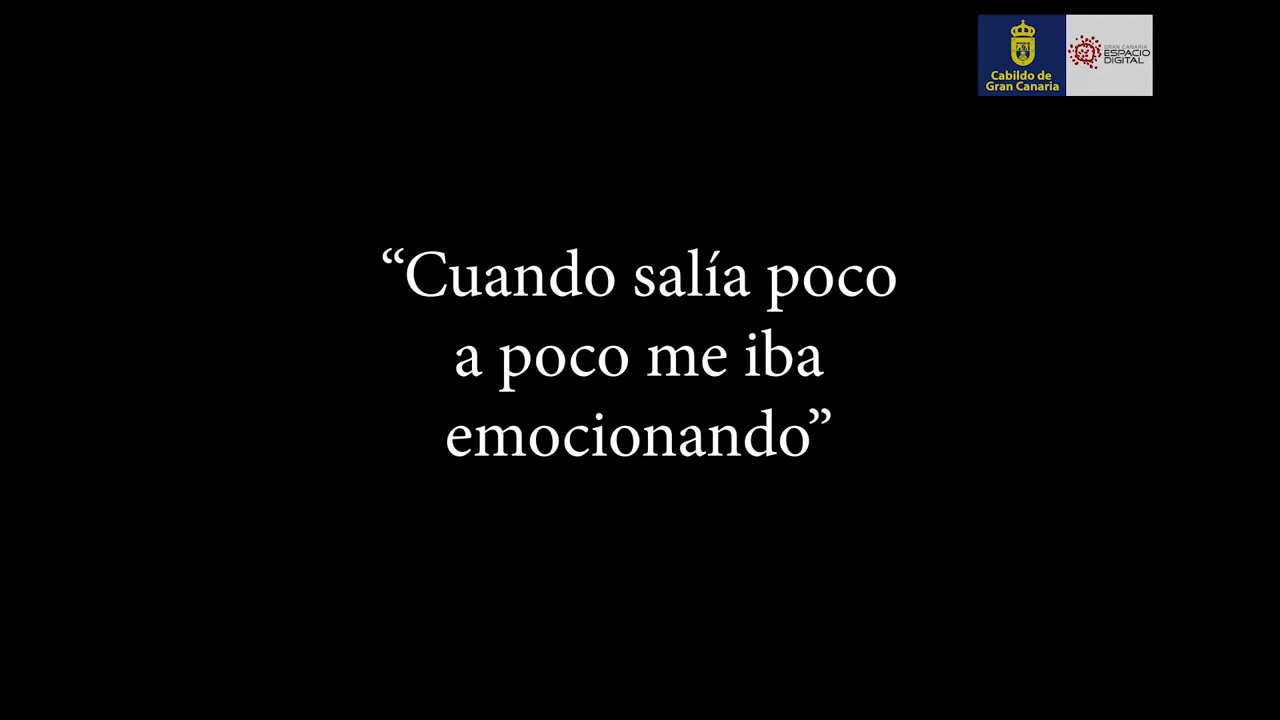 Cabildo de
Gran Canaria
GRAN CANARIA
ESPACIO
DIGITAL
“Cuando salía poco
a poco me iba
emocionando”